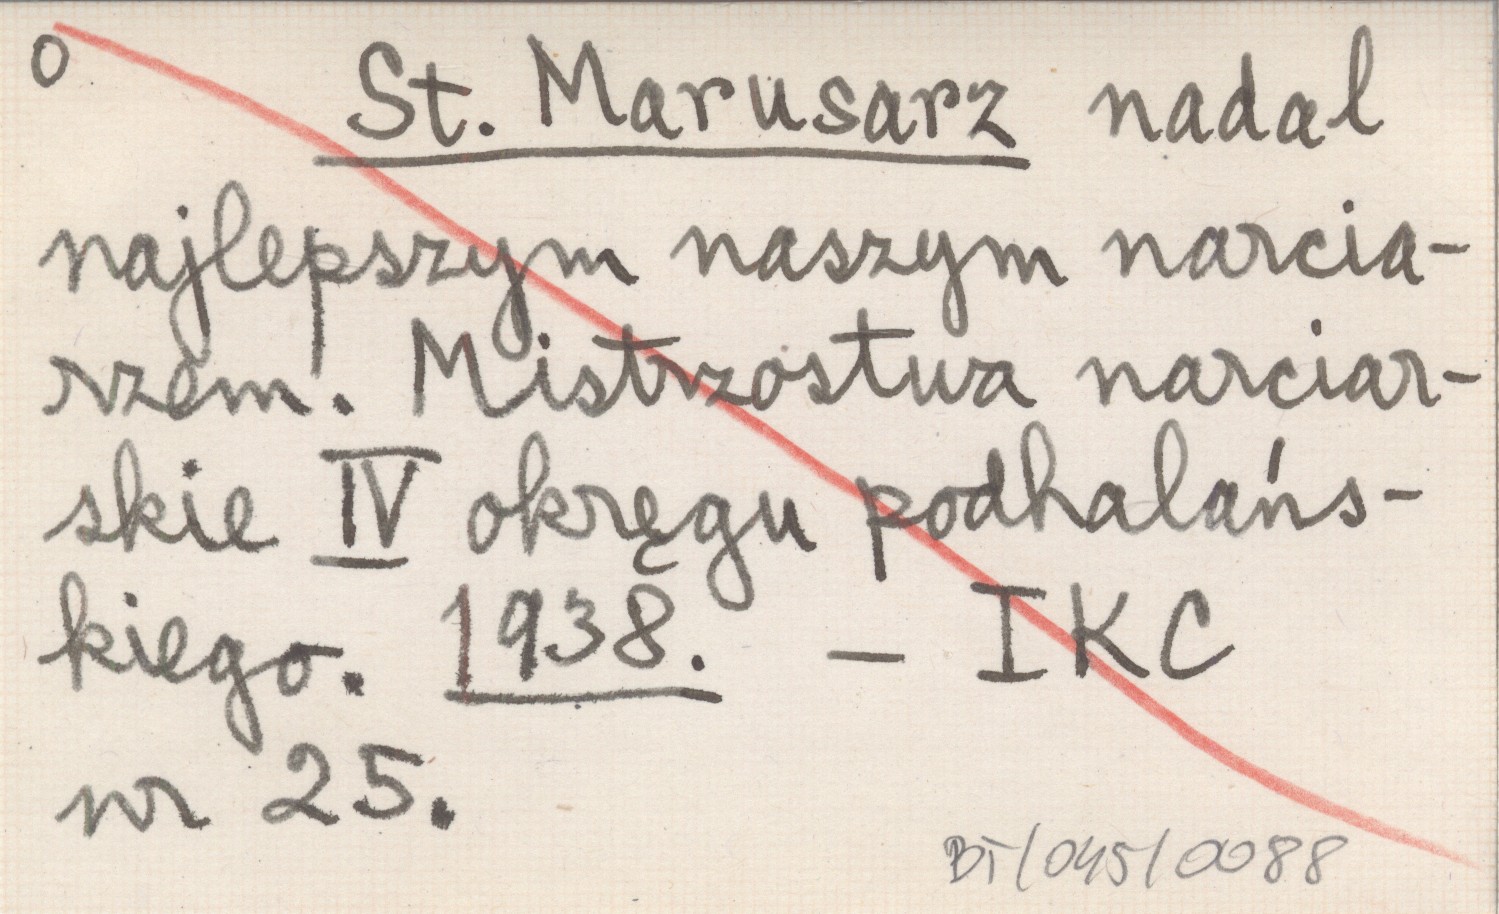 o St. Marusarz nadal
najlepszym naszym narcia-
rzem. Mistrzostwa narciar-
skie IV okręgu podhalańs-
kiego. 1938. – IKC
nr 25.
BT/045/0088